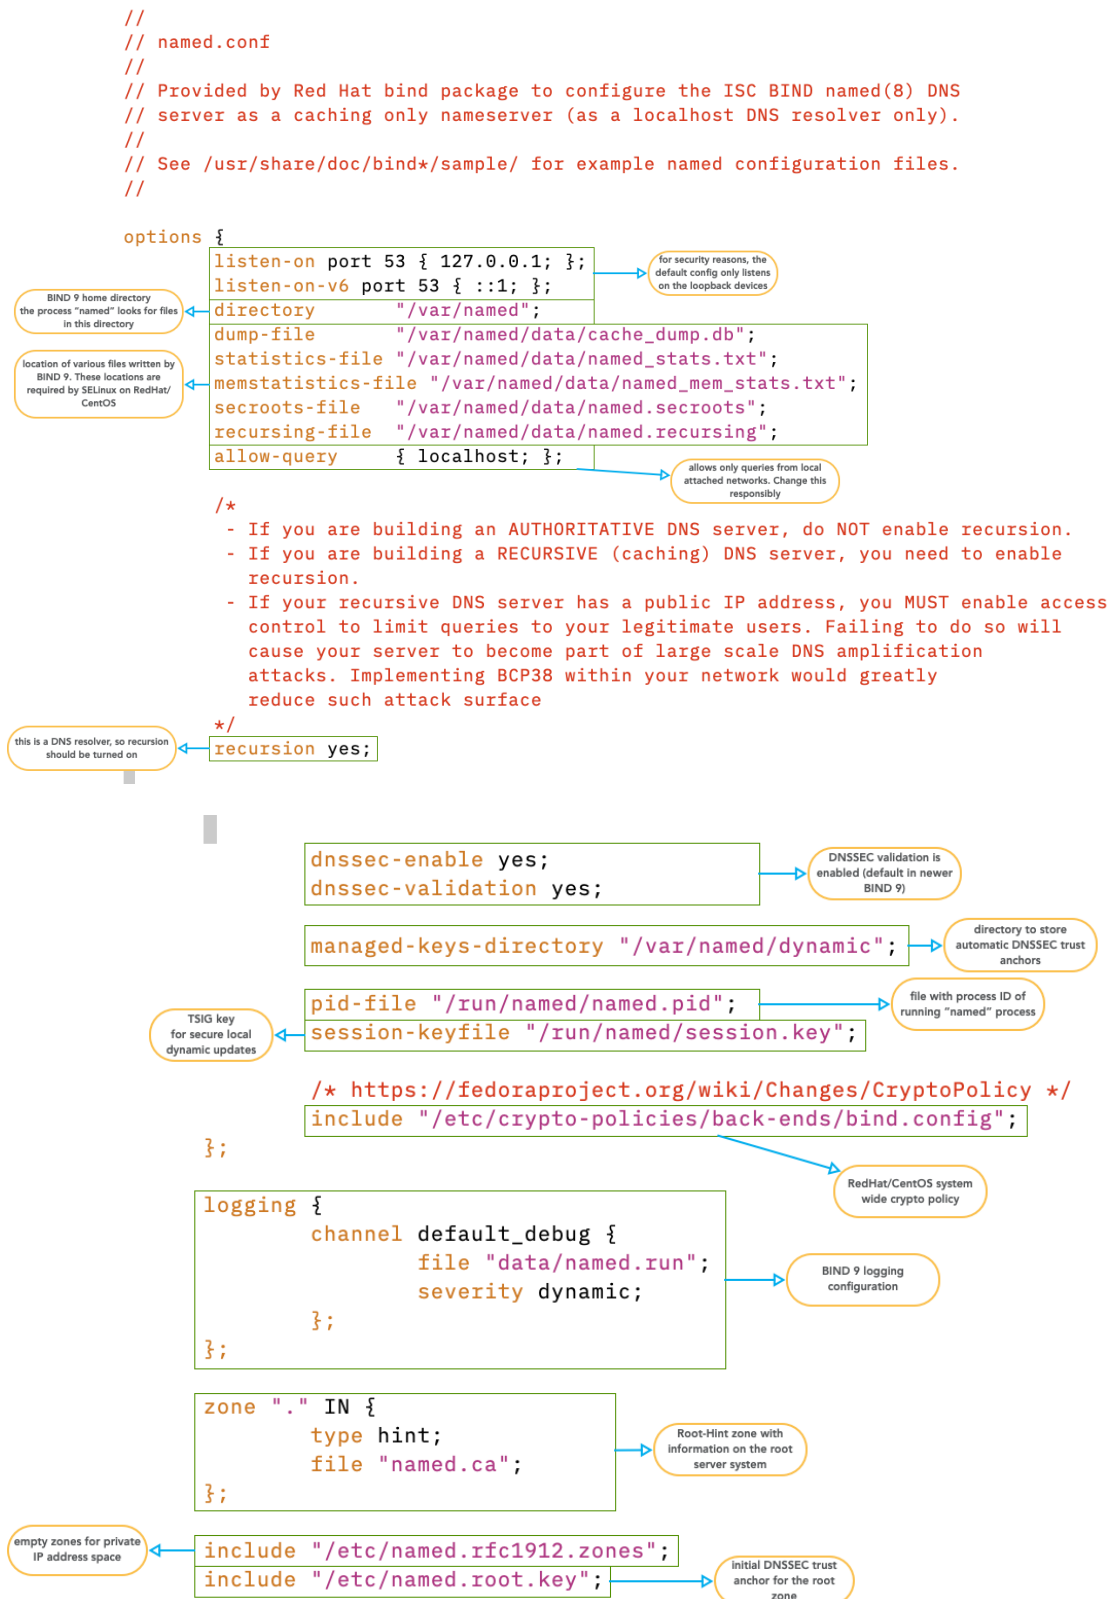 //
// named.conf
//
// Provided by Red Hat bind package to configure the ISC BIND named(8) DNS
// server as a caching only nameserver (as a localhost DNS resolver only).
//
// See /usr/share/doc/bind*/sample/ for example named configuration files.
//
options {
listen-on port 53 { 127.0.0.1; };
listen-on-v6 port 53 { ::1; };
for security reasons, the
default config only listens
on the loopback devices
directory "/var/named";
BIND 9 home directory
the process "named" looks for files
in this directory
dump-file "/var/named/data/cache_dump.db";
statistics-file "/var/named/data/named_stats.txt";
memstatistics-file "/var/named/data/named_mem_stats.txt";
secroots-file "/var/named/data/named.secroots";
recursing-file "/var/named/data/named.recursing";
location of various files written by
BIND 9. These locations are
required by SELinux on RedHat/
CentOS
allow-query { localhost; };
allows only queries from local
attached networks. Change this
responsibly
/*
- If you are building an AUTHORITATIVE DNS server, do NOT enable recursion.
- If you are building a RECURSIVE (caching) DNS server, you need to enable
recursion.
- If your recursive DNS server has a public IP address, you MUST enable access
control to limit queries to your legitimate users. Failing to do so will
cause your server to become part of large scale DNS amplification
attacks. Implementing BCP38 within your network would greatly
reduce such attack surface
*/
recursion yes;
this is a DNS resolver, so recursion
should be turned on
dnssec-enable yes;
dnssec-validation yes;
DNSSEC validation is
enabled (default in newer
BIND 9)
managed-keys-directory "/var/named/dynamic";
directory to store
automatic DNSSEC trust
anchors
pid-file "/run/named/named.pid";
file with process ID of
running "named" process
session-keyfile "/run/named/session.key";
TSIG key
for secure local
dynamic updates
/* https://fedoraproject.org/wiki/Changes/CryptoPolicy */
include "/etc/crypto-policies/back-ends/bind.config";
};
RedHat/CentOS system
wide crypto policy
logging {
channel default_debug {
file "data/named.run";
severity dynamic;
};
};
BIND 9 logging
configuration
zone "." IN {
type hint;
file "named.ca";
};
Root-Hint zone with
information on the root
server system
include "/etc/named.rfc1912.zones";
empty zones for private
IP address space
include "/etc/named.root.key";
initial DNSSEC trust
anchor for the root
zone